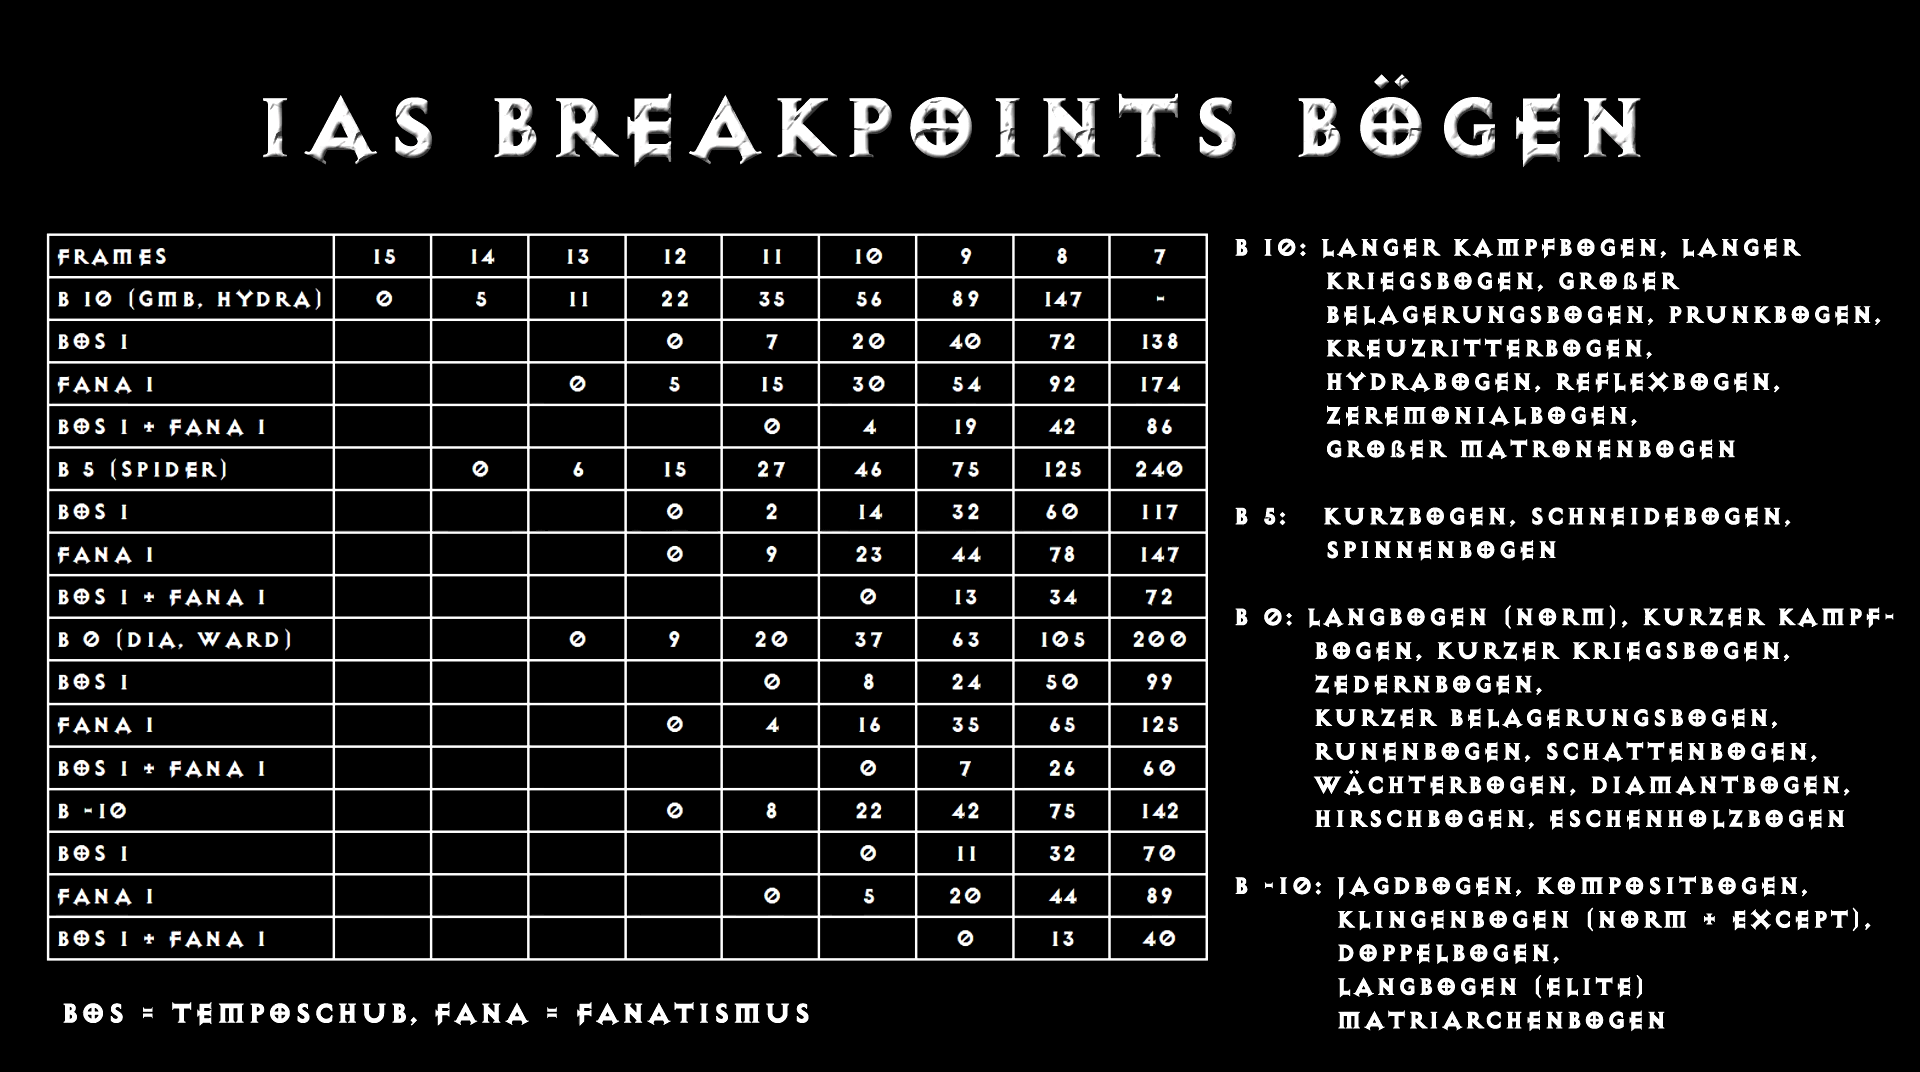 IAS BREAKPOINTS BÖGEN
FRAMES 15 14 13 12 11 10 9 8 7
B 10 (GMB, HYDRA) 0 5 11 22 35 56 89 147 -
BOS 1 0 7 20 40 72 138
FANA 1 0 5 15 30 54 92 174
BOS 1 + FANA 1 0 4 19 42 86
B 5 (SPIDER) 0 6 15 27 46 75 125 240
BOS 1 0 2 14 32 60 117
FANA 1 0 9 23 44 78 147
BOS 1 + FANA 1 0 13 34 72
B 0 (DIA, WARD) 0 9 20 37 63 105 200
BOS 1 0 8 24 50 99
FANA 1 0 4 16 35 65 125
BOS 1 + FANA 1 0 7 26 60
B -10 0 8 22 42 75 142
BOS 1 0 11 32 70
FANA 1 0 5 20 44 89
BOS 1 + FANA 1 0 13 40
BOS = TEMPOSCHUB, FANA = FANATISMUS
B 10: LANGER KAMPFBOGEN, LANGER
KRIEGSBOGEN, GROßER
BELAGERUNGSBOGEN, PRUNKBOGEN,
KREUZRITTERBOGEN,
HYDRABOGEN, REFLEXBOGEN,
ZEREMONIALBOGEN,
GROßER MATRONENBOGEN
B 5: KURZBOGEN, SCHNEIDEBOGEN,
SPINNENBOGEN
B 0: LANGBOGEN (NORM), KURZER KAMPF-
BOGEN, KURZER KRIEGSBOGEN,
ZEDERNBOGEN,
KURZER BELAGERUNGSBOGEN,
RUNENBOGEN, SCHATTENBOGEN,
WÄCHTERBOGEN, DIAMANTBOGEN,
HIRSCHBOGEN, ESCHENHOLZBOGEN
B -10: JAGDBOGEN, KOMPOSITBOGEN,
KLINGENBOGEN (NORM + EXCEPT),
DOPPELBOGEN,
LANGBOGEN (ELITE)
MATRIARCHENBOGEN